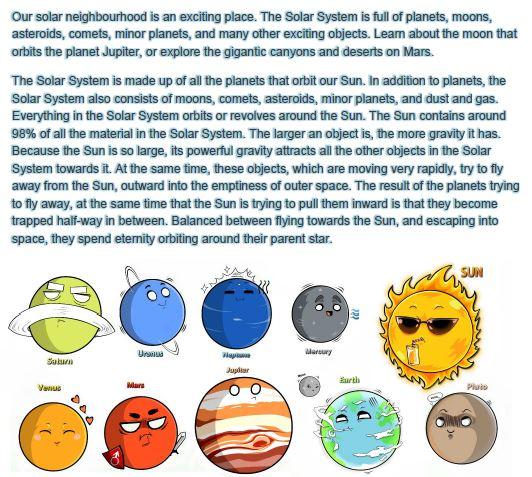 Our solar neighbourhood is an exciting place. The Solar System is full of planets, moons,
asteroids, comets, minor planets, and many other exciting objects. Learn about the moon that
orbits the planet Jupiter, or explore the gigantic canyons and deserts on Mars.
The Solar System is made up of all the planets that orbit our Sun. In addition to planets, the
Solar System also consists of moons, comets, asteroids, minor planets, and dust and gas.
Everything in the Solar System orbits or revolves around the Sun. The Sun contains around
98% of all the material in the Solar System. The larger an object is, the more gravity it has.
Because the Sun is so large, its powerful gravity attracts all the other objects in the Solar
System towards it. At the same time, these objects, which are moving very rapidly, try to fly
away from the Sun, outward into the emptiness of outer space. The result of the planets trying
to fly away, at the same time that the Sun is trying to pull them inward is that they become
trapped half-way in between. Balanced between flying towards the Sun, and escaping into
space, they spend eternity orbiting around their parent star.
SUN
Saturn
Uranus
Neptune
Mercury
Venus
Mars
Jupiter
Earth
Pluto